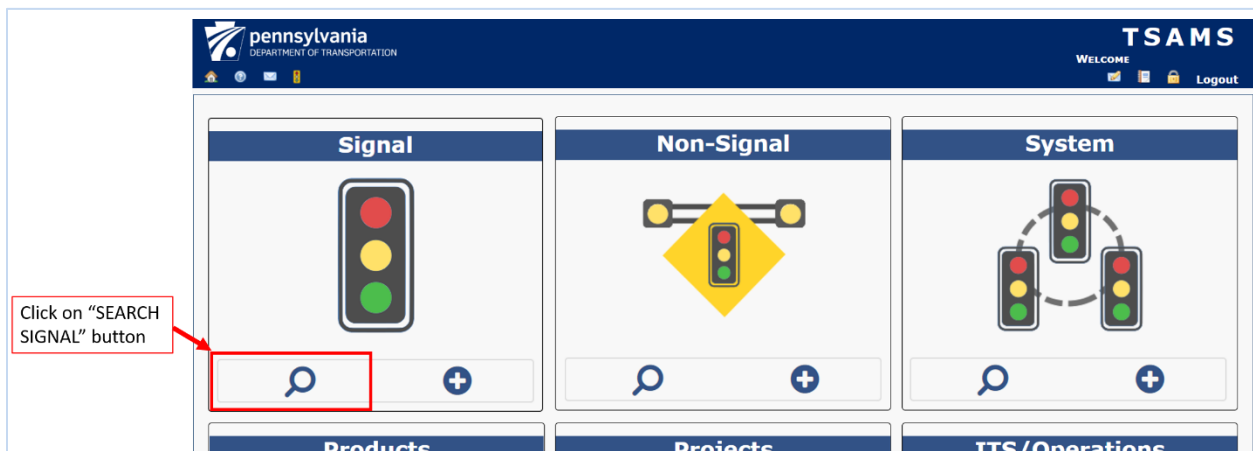 pennsylvania
DEPARTMENT OF TRANSPORTATION
TSAMS
WELCOME
Logout
Signal
Non-Signal
System
Click on “SEARCH
SIGNAL” button
Products
Projects
ITS/Operations